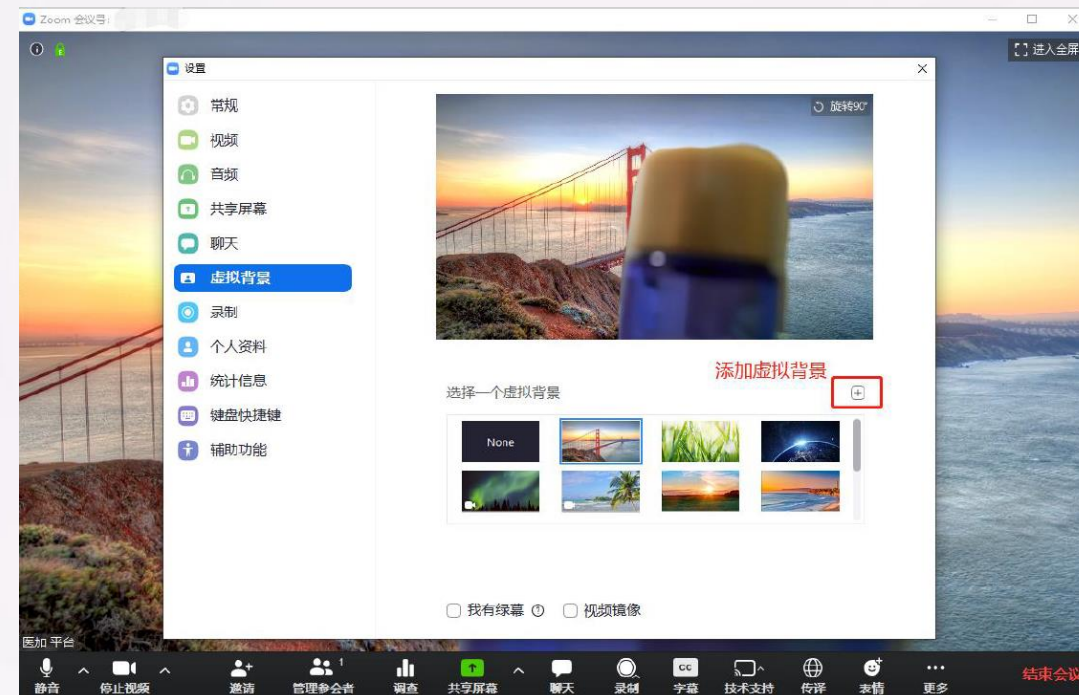 Zoom 会议号:
进入全屏
设置
常规
视频
音频
共享屏幕
聊天
虚拟背景
录制
个人资料
统计信息
键盘快捷键
辅助功能
旋转90°
添加虚拟背景
选择一个虚拟背景
None
我有绿幕
视频镜像
医加 平台
静音
停止视频
邀请
管理参会者 1
调查
共享屏幕
聊天
录制
CC
字幕
技术支持
传译
表情
更多
结束会议